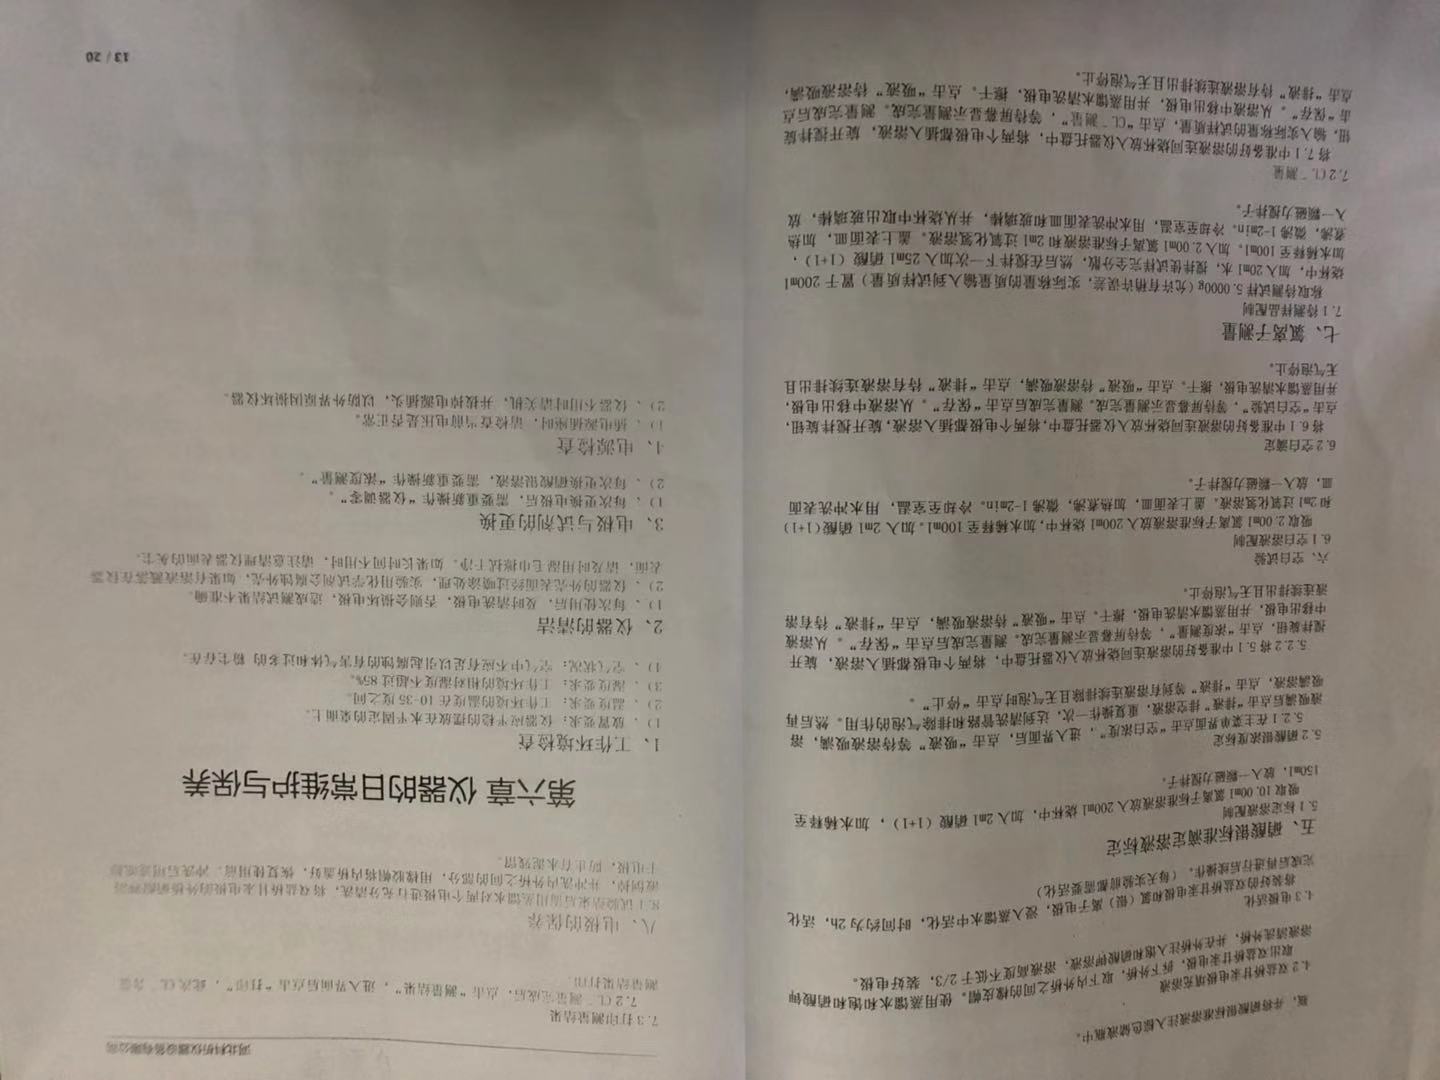 瓶，并将硝酸银标准溶液注入棕色储液瓶中。
4.2 双盐桥甘汞电极填充溶液
取出双盐桥甘汞电极，拆下外桥，取下内外桥之间的橡皮帽。使用蒸馏水和饱和硝酸钾
溶液清洗外桥，并在外桥注入饱和硝酸钾溶液，溶液高度不低于 2/3，装好电极。
4.3 电极活化
将装好的双盐桥甘汞电极和氯（银）离子电极，浸入蒸馏水中活化，时间约为 2h，活化
完成后再进行后续操作。（每天实验前都需要活化）
五、硝酸银标准滴定溶液标定
5.1 标定溶液配制
吸取 10.00ml 氯离子标准溶液放入 200ml 烧杯中，加入 2ml 硝酸（1+1），加水稀释至
150ml，放入一颗磁力搅拌子。
5.2 硝酸银浓度标定
5.2.1 在主菜单界面点击“空白浓度”，进入界面后，点击“吸液”等待溶液吸满，溶
液吸满后点击“排液”排空溶液，重复操作一次，达到清洗管路和排除气泡的作用。然后再
吸满溶液，点击“排液”等到有溶液连续排除且无气泡时点击“停止”。
5.2.2 将 5.1 中准备好的溶液连同烧杯放入仪器托盘中，将两个电极都插入溶液，旋开
搅拌旋钮，点击“浓度测量”，等待屏幕显示测量完成。测量完成后点击“保存”。从溶液
中移出电极，并用蒸馏水清洗电极，擦干。点击“吸液”待溶液吸满，点击“排液”待有溶
液连续排出且无气泡停止。
六、空白试验
6.1 空白溶液配制
吸取 2.00ml 氯离子标准溶液放入 200ml 烧杯中，加水稀释至 100ml。加入 2ml 硝酸（1+1）
和 2ml 过氧化氢溶液。盖上表面皿，加热煮沸，微沸 1-2min。冷却至室温，用水冲洗表面
皿，放入一颗磁力搅拌子。
6.2 空白滴定
将 6.1 中准备好的溶液连同烧杯放入仪器托盘中，将两个电极都插入溶液，旋开搅拌旋钮，
点击“空白试验”，等待屏幕显示测量完成。测量完成后点击“保存”。从溶液中移出电极，
并用蒸馏水清洗电极，擦干。点击“吸液”待溶液吸满，点击“排液”待有溶液连续排出且
无气泡停止。
七、氯离子测量
7.1 待测样品配制
称取待测试样 5.0000g（允许有稍许误差，实际称量的质量输入到试样质量）置于 200ml
烧杯中，加入 20ml 水，搅拌使试样完全分散，然后在搅拌下一次加入 25ml 硝酸（1+1），
加水稀释至 100ml。加入 2.00ml 氯离子标准溶液和 2ml 过氧化氢溶液。盖上表面皿，加热
煮沸，微沸 1-2min。冷却至室温，用水冲洗表面皿和玻璃棒，并从烧杯中取出玻璃棒，放
入一颗磁力搅拌子。
7.2 CL⁻ 测量
将 7.1 中准备好的溶液连同烧杯放入仪器托盘中，将两个电极都插入溶液，旋开搅拌旋
钮，输入实际称量的试样质量，点击“CL⁻ 测量”，等待屏幕显示测量完成。测量完成后点
击“保存”。从溶液中移出电极，并用蒸馏水清洗电极，擦干。点击“吸液”待溶液吸满，
点击“排液”待有溶液连续排出且无气泡停止。
河北科析仪器设备有限公司
7.3 打印测量结果
7.2 CL⁻ 测量完成后，点击“测量结果”，进入界面后点击“打印”，此次 CL⁻ 含量
测量结果打印。
八、电极的保养
8.1 试验结束后需用蒸馏水对两个电极进行充分清洗，将双盐桥甘汞电极的外桥硝酸钾溶
液倒掉，并冲洗内外桥之间的部分，用橡胶帽将内桥盖好，恢复使用前。冲洗后用滤纸擦
干电极，防止有水泥残留。
第六章 仪器的日常维护与保养
1、工作环境检查
1）、放置要求：仪器应平稳的摆放在水平固定的桌面上。
2）、温度要求：工作环境的温度在 10-35 度之间。
3）、湿度要求：工作环境的相对湿度不超过 85%。
4）、空气状况：空气中不应有足以引起腐蚀的有害气体和过多的 粉尘存在。
2、仪器的清洁
1）、每次使用后，及时清洗电极，否则会损坏电极，造成测试结果不准确。
2）、仪器的外壳表面经过喷涂处理，实验用化学试剂会腐蚀外壳，如果有溶液溅落在仪器
表面，请及时用湿毛巾擦拭干净。如果长时间不用时，请注意清理仪器表面的灰尘。
3、电极与试剂的更换
1）、每次更换电极后，需要重新操作“仪器调零”。
2）、每次更换硝酸银溶液，需要重新操作“浓度测量”。
4、电源检查
1）、插电源插座时，请检查当前电压是否正常。
2）、仪器不用时请关机，并拔掉电源插头，以防外界原因损坏仪器。
13 / 20